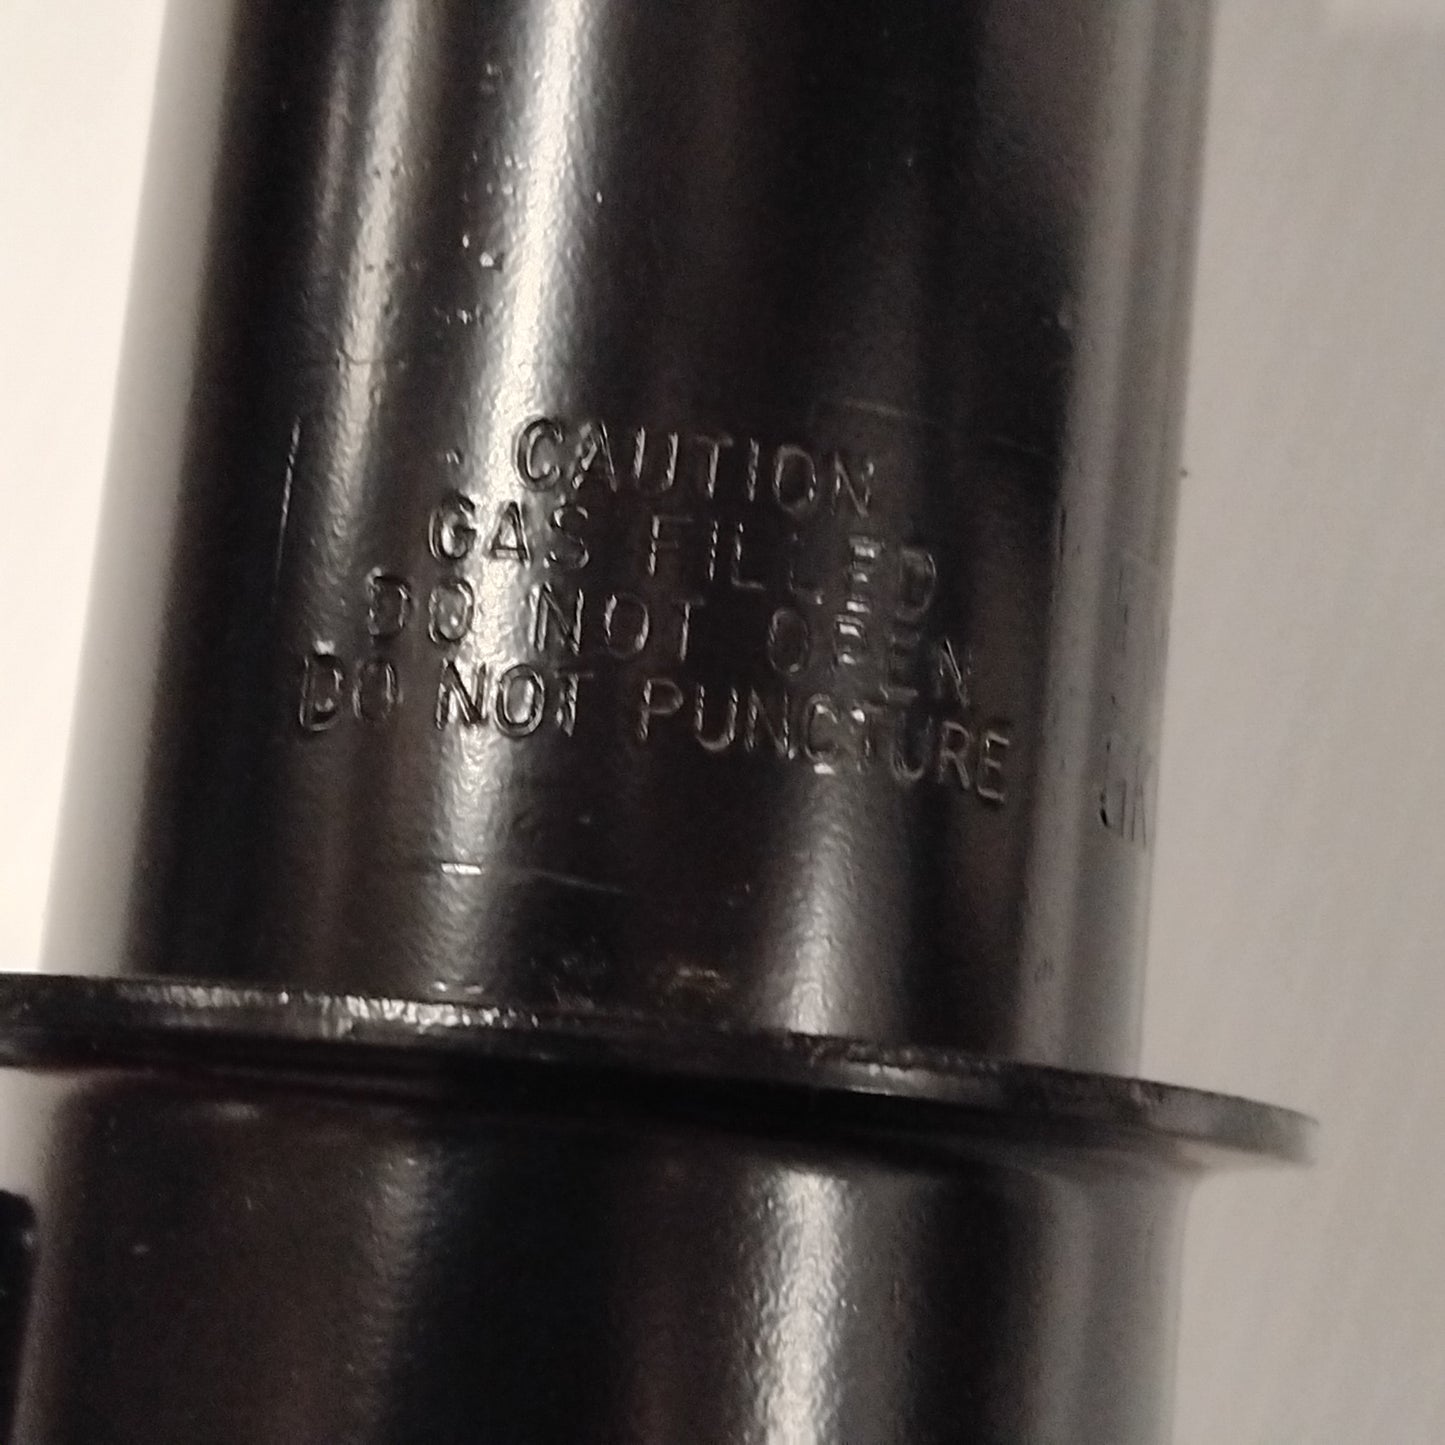 CAUTION
GAS FILLED
DO NOT OPEN
DO NOT PUNCTURE